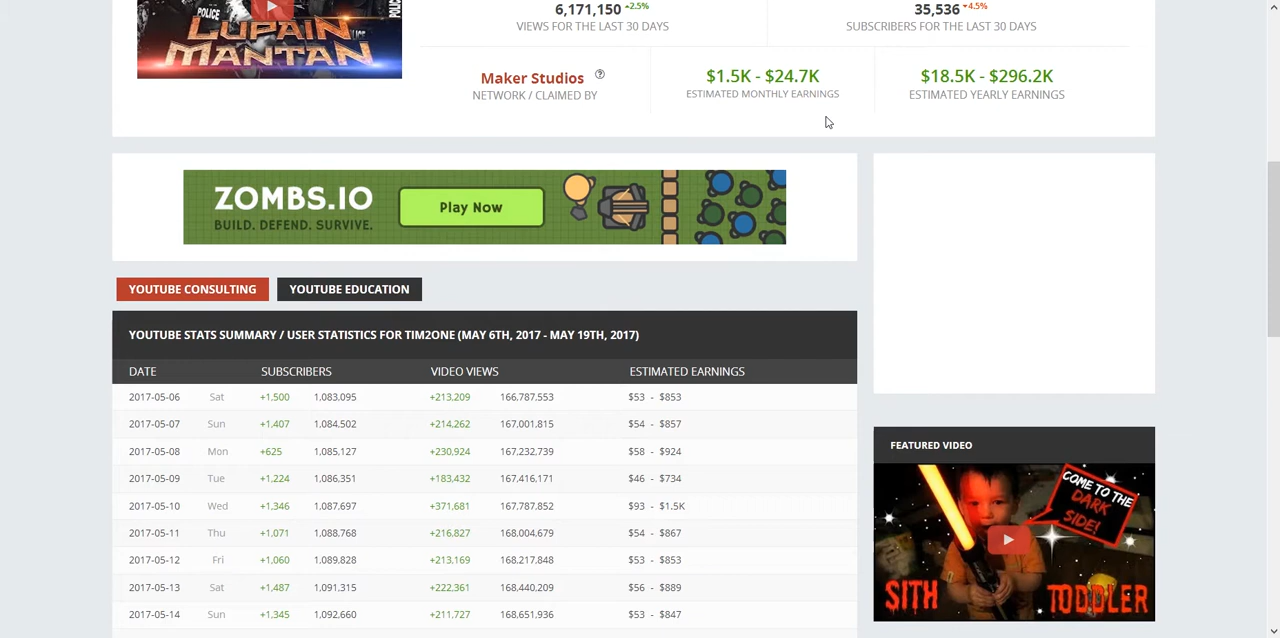 POLICE
LICE
POLIC
LUPAIN
MANTAN
6,171,150 2.5%
VIEWS FOR THE LAST 30 DAYS
35,536 4.5%
SUBSCRIBERS FOR THE LAST 30 DAYS
Maker Studios ?
NETWORK / CLAIMED BY
$1.5K - $24.7K
ESTIMATED MONTHLY EARNINGS
$18.5K - $296.2K
ESTIMATED YEARLY EARNINGS
ZOMBS.IO
BUILD. DEFEND. SURVIVE.
Play Now
YOUTUBE CONSULTING YOUTUBE EDUCATION
YOUTUBE STATS SUMMARY / USER STATISTICS FOR TIM2ONE (MAY 6TH, 2017 - MAY 19TH, 2017)
DATE SUBSCRIBERS VIDEO VIEWS ESTIMATED EARNINGS
2017-05-06 Sat +1,500 1,083,095 +213,209 166,787,553 $53 - $853
2017-05-07 Sun +1,407 1,084,502 +214,262 167,001,815 $54 - $857
2017-05-08 Mon +625 1,085,127 +230,924 167,232,739 $58 - $924
2017-05-09 Tue +1,224 1,086,351 +183,432 167,416,171 $46 - $734
2017-05-10 Wed +1,346 1,087,697 +371,681 167,787,852 $93 - $1.5K
2017-05-11 Thu +1,071 1,088,768 +216,827 168,004,679 $54 - $867
2017-05-12 Fri +1,060 1,089,828 +213,169 168,217,848 $53 - $853
2017-05-13 Sat +1,487 1,091,315 +222,361 168,440,209 $56 - $889
2017-05-14 Sun +1,345 1,092,660 +211,727 168,651,936 $53 - $847
FEATURED VIDEO
COME TO THE
DARK
SIDE!
SITH TODDLER